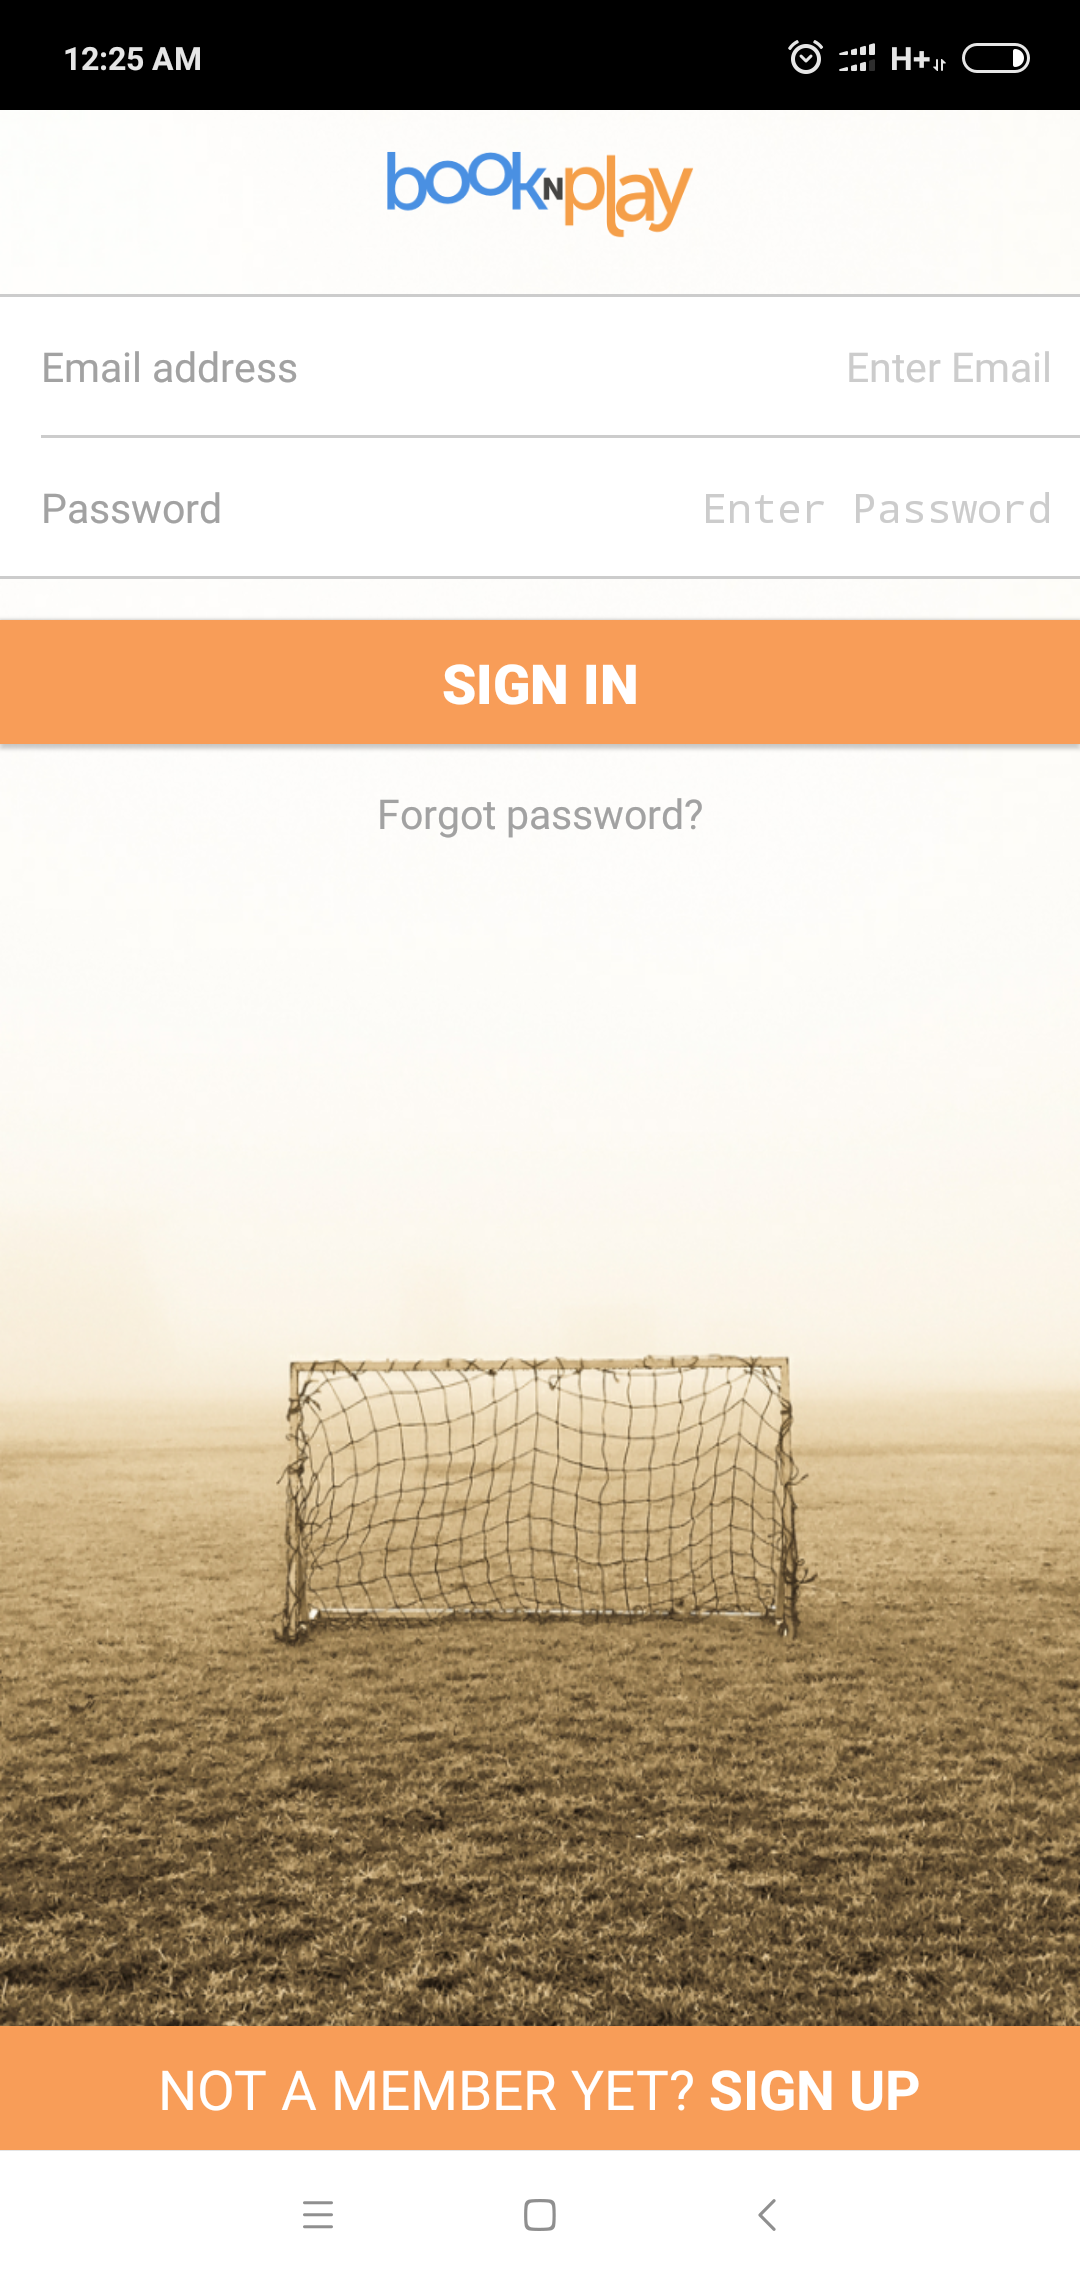 12:25 AM H+
bookNplay
Email address Enter Email
Password Enter Password
SIGN IN
Forgot password?
NOT A MEMBER YET? SIGN UP